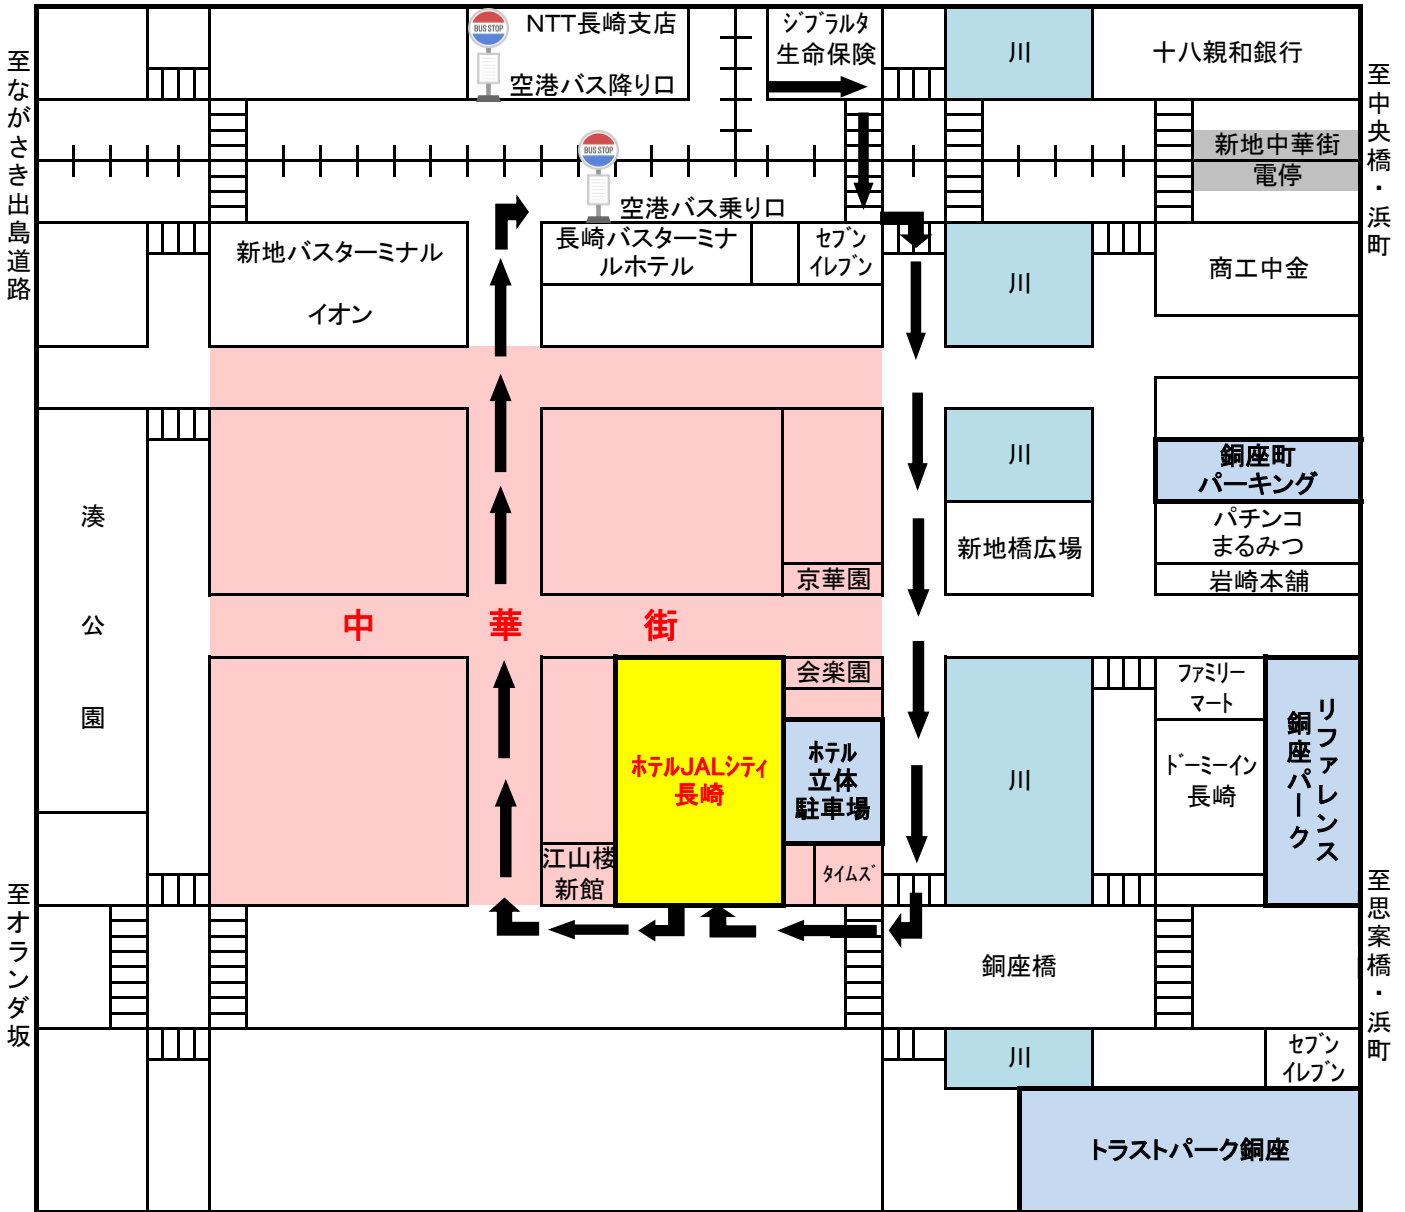 BUS STOP
NTT長崎支店
空港バス降り口
ジブラルタ
生命保険
川
十八親和銀行
至ながさき出島道路
至中央橋・浜町
BUS STOP
空港バス乗り口
新地中華街
電停
新地バスターミナル
イオン
長崎バスターミナ
ルホテル
セブン
イレブン
川
商工中金
湊公園
川
銅座町
パーキング
新地橋広場
パチンコ
まるみつ
岩崎本舗
京華園
中華街
会楽園
ホテルJALシティ
長崎
ホテル
立体
駐車場
川
ファミリー
マート
ドーミーイン
長崎
リファレンス
銅座パーク
江山楼
新館
タイムズ
至オランダ坂
至思案橋・浜町
銅座橋
川
セブン
イレブン
トラストパーク銅座